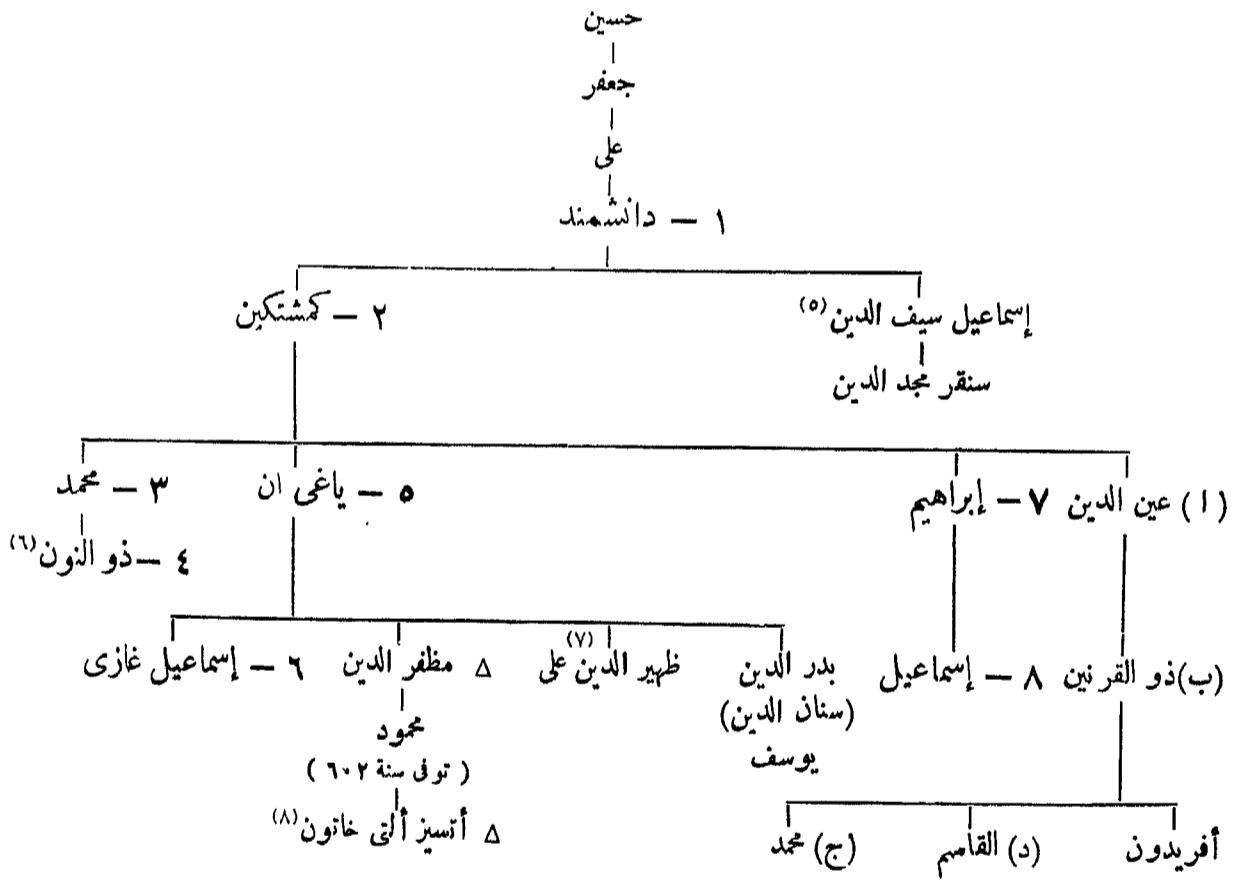 حسين
جعفر
على
١ — دانشمند
إسماعيل سيف الدين (٥)
٢ — كمشتكين
سنقر مجد الدين
(ا) عين الدين
٧ — إبراهيم
٥ — ياغى ان
٣ — محمد
٤ — ذو النون (٦)
(ب) ذو القرنين
٨ — إسماعيل
بدر الدين
(سنان الدين)
يوسف
ظهير الدين على (٧)
△ مظفر الدين
٦ — إسماعيل غازى
محمود
( توفى سنة ٦٠٢ )
△ أتسيز ألتى خاتون (٨)
أفريدون
(د) القاسم
(ج) محمد